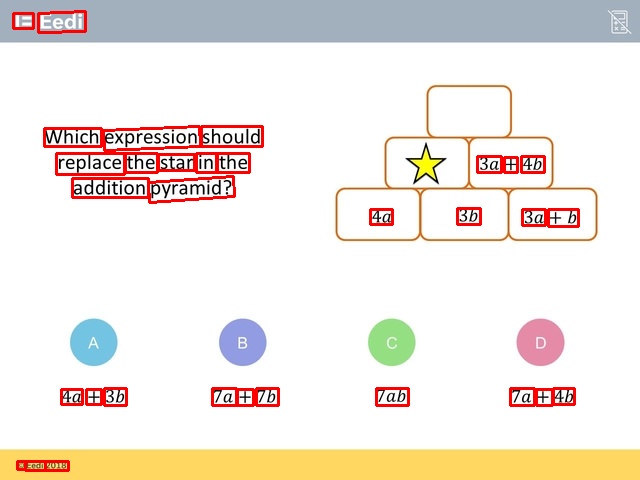 Eedi
Which expression should
replace the star in the
addition pyramid?
3a + 4b
4a
3b
3a + b
A
B
C
D
4a + 3b
7a + 7b
7ab
7a + 4b
© Eedi 2018